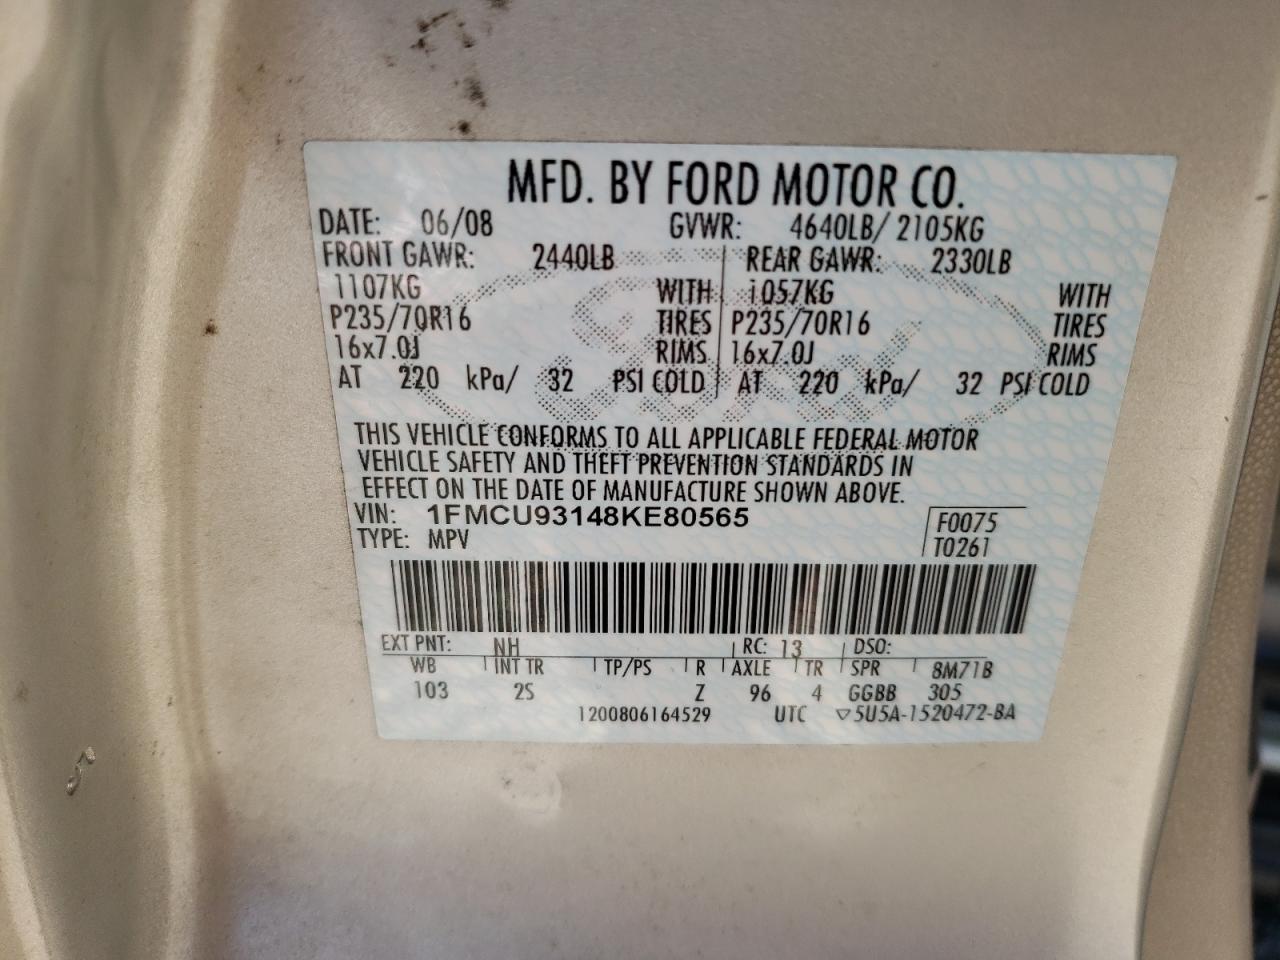 MFD. BY FORD MOTOR CO.
DATE: 06/08 GVWR: 4640LB/ 2105KG
FRONT GAWR: 2440LB REAR GAWR: 2330LB
1107KG WITH 1057KG WITH
P235/70R16 TIRES P235/70R16 TIRES
16x7.0J RIMS 16x7.0J RIMS
AT 220 kPa/ 32 PSI COLD AT 220 kPa/ 32 PSI COLD
THIS VEHICLE CONFORMS TO ALL APPLICABLE FEDERAL MOTOR
VEHICLE SAFETY AND THEFT PREVENTION STANDARDS IN
EFFECT ON THE DATE OF MANUFACTURE SHOWN ABOVE.
VIN: 1FMCU93148KE80565 F0075
TYPE: MPV T0261
EXT PNT: NH RC: 13 DSO:
WB INT TR TP/PS R AXLE TR SPR 8M71B
103 2S Z 96 4 GGBB 305
1200806164529 UTC ▽5U5A-1520472-BA